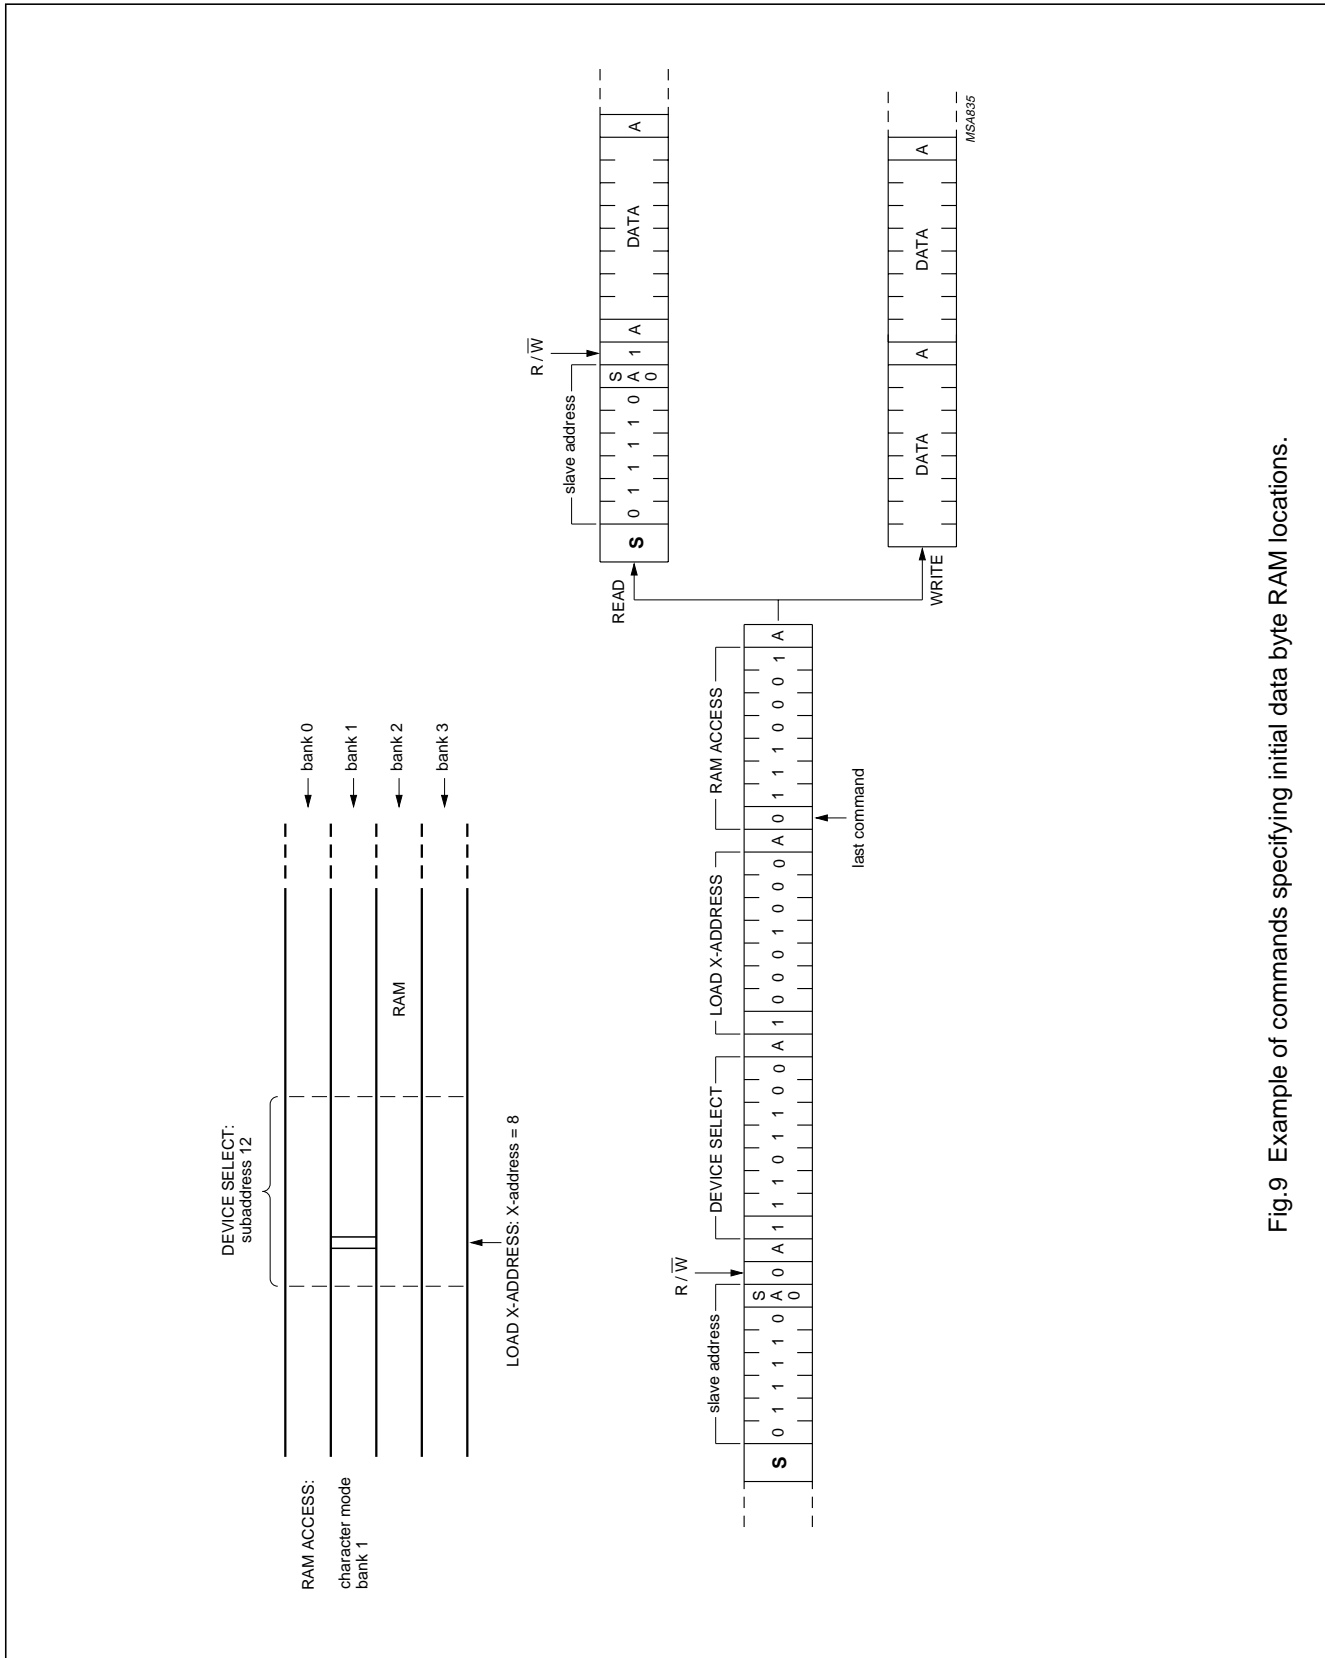 DEVICE SELECT:
subaddress 12
bank 0
bank 1
bank 2
bank 3
RAM
RAM ACCESS:
character mode
bank 1
LOAD X-ADDRESS: X-address = 8
R / W
slave address
S 0 1 1 1 1 0 S A 0 1 A DATA A
READ
slave address
R / W
DEVICE SELECT
LOAD X-ADDRESS
RAM ACCESS
S 0 1 1 1 1 0 S A 0 0 A 1 1 1 0 1 1 0 0 A 1 0 0 0 1 0 0 0 A 0 1 1 1 0 0 0 1 A
last command
WRITE
DATA A DATA A
MSA835
Fig.9 Example of commands specifying initial data byte RAM locations.